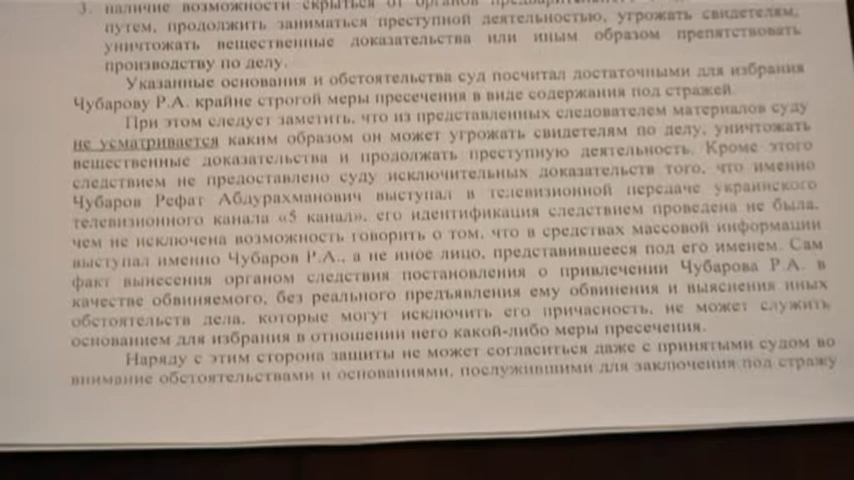 3. наличие возможности скрыться от органов
путем, продолжить заниматься преступной деятельностью, угрожать свидетелям,
уничтожать вещественные доказательства или иным образом препятствовать
производству по делу.
Указанные основания и обстоятельства суд посчитал достаточными для избрания
Чубарову Р.А. крайне строгой меры пресечения в виде содержания под стражей.
При этом следует заметить, что из представленных следователем материалов суду
не усматривается каким образом он может угрожать свидетелям по делу, уничтожать
вещественные доказательства и продолжать преступную деятельность. Кроме этого
следствием не предоставлено суду исключительных доказательств того, что именно
Чубаров Рефат Абдурахманович выступал в телевизионной передаче украинского
телевизионного канала «5 канал», его идентификация следствием проведена не была,
чем не исключена возможность говорить о том, что в средствах массовой информации
выступал именно Чубаров Р.А., а не иное лицо, представившееся под его именем. Сам
факт вынесения органом следствия постановления о привлечении Чубарова Р.А. в
качестве обвиняемого, без реального предъявления ему обвинения и выяснения иных
обстоятельств дела, которые могут исключить его причасность, не может служить
основанием для избрания в отношении него какой-либо меры пресечения.
Наряду с этим сторона защиты не может согласиться даже с принятыми судом во
внимание обстоятельствами и основаниями, послужившими для заключения под стражу